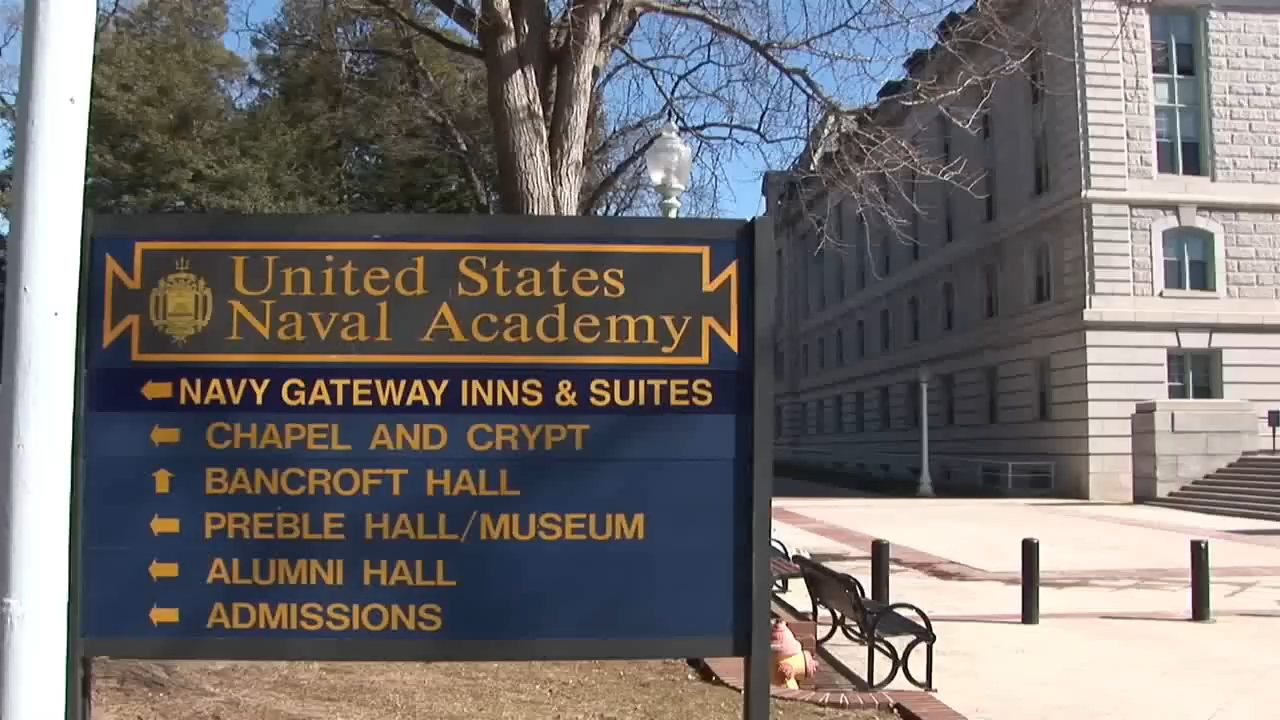 United States
Naval Academy
NAVY GATEWAY INNS & SUITES
CHAPEL AND CRYPT
BANCROFT HALL
PREBLE HALL/MUSEUM
ALUMNI HALL
ADMISSIONS